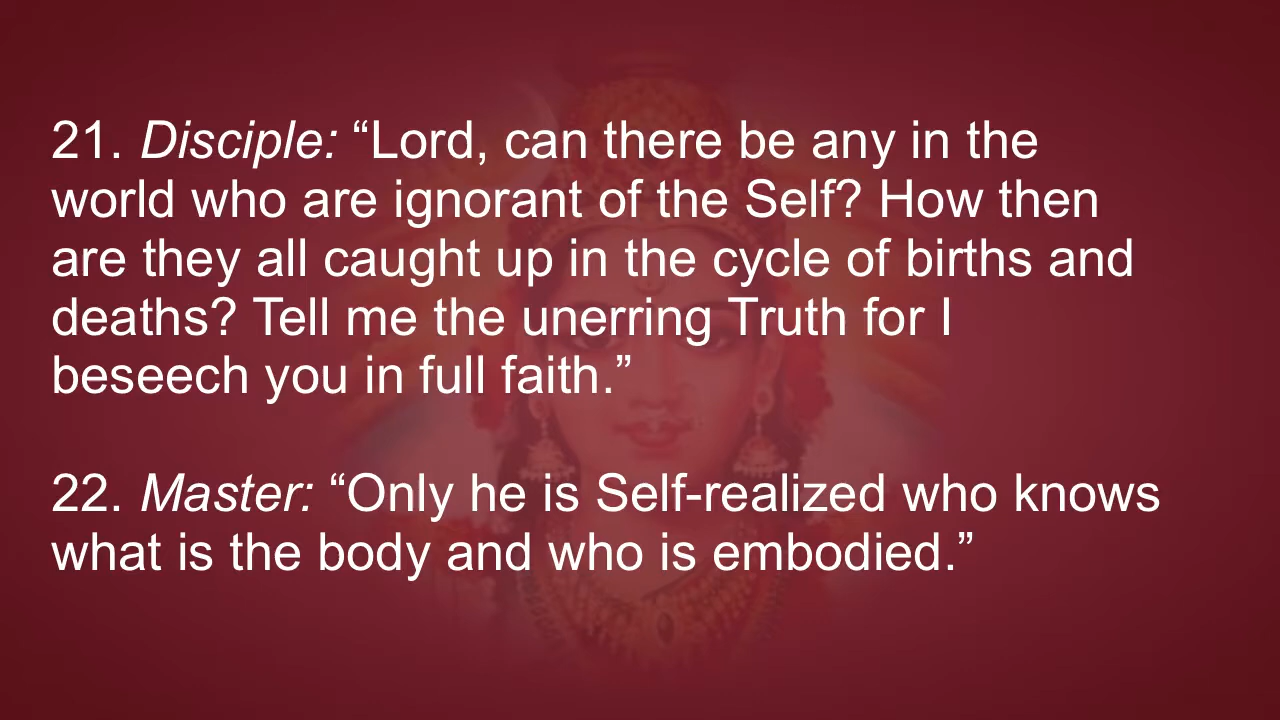 21. Disciple: “Lord, can there be any in the
world who are ignorant of the Self? How then
are they all caught up in the cycle of births and
deaths? Tell me the unerring Truth for I
beseech you in full faith.”
22. Master: “Only he is Self-realized who knows
what is the body and who is embodied.”